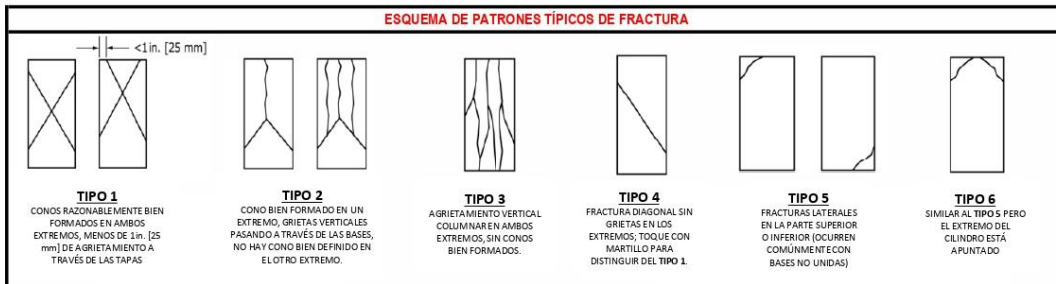 ESQUEMA DE PATRONES TÍPICOS DE FRACTURA
<1in. [25 mm]
TIPO 1
CONOS RAZONABLEMENTE BIEN
FORMADOS EN AMBOS
EXTREMOS, MENOS DE 1in. [25
mm] DE AGRIETAMIENTO A
TRAVÉS DE LAS TAPAS
TIPO 2
CONO BIEN FORMADO EN UN
EXTREMO, GRIETAS VERTICALES
PASANDO A TRAVÉS DE LAS BASES,
NO HAY CONO BIEN DEFINIDO EN
EL OTRO EXTREMO.
TIPO 3
AGRIETAMIENTO VERTICAL
COLUMNAR EN AMBOS
EXTREMOS, SIN CONOS
BIEN FORMADOS.
TIPO 4
FRACTURA DIAGONAL SIN
GRIETAS EN LOS
EXTREMOS; TOQUE CON
MARTILLO PARA
DISTINGUIR DEL TIPO 1.
TIPO 5
FRACTURAS LATERALES
EN LA PARTE SUPERIOR
O INFERIOR (OCURREN
COMÚNMENTE CON
BASES NO UNIDAS)
TIPO 6
SIMILAR AL TIPO 5 PERO
EL EXTREMO DEL
CILINDRO ESTÁ
APUNTADO